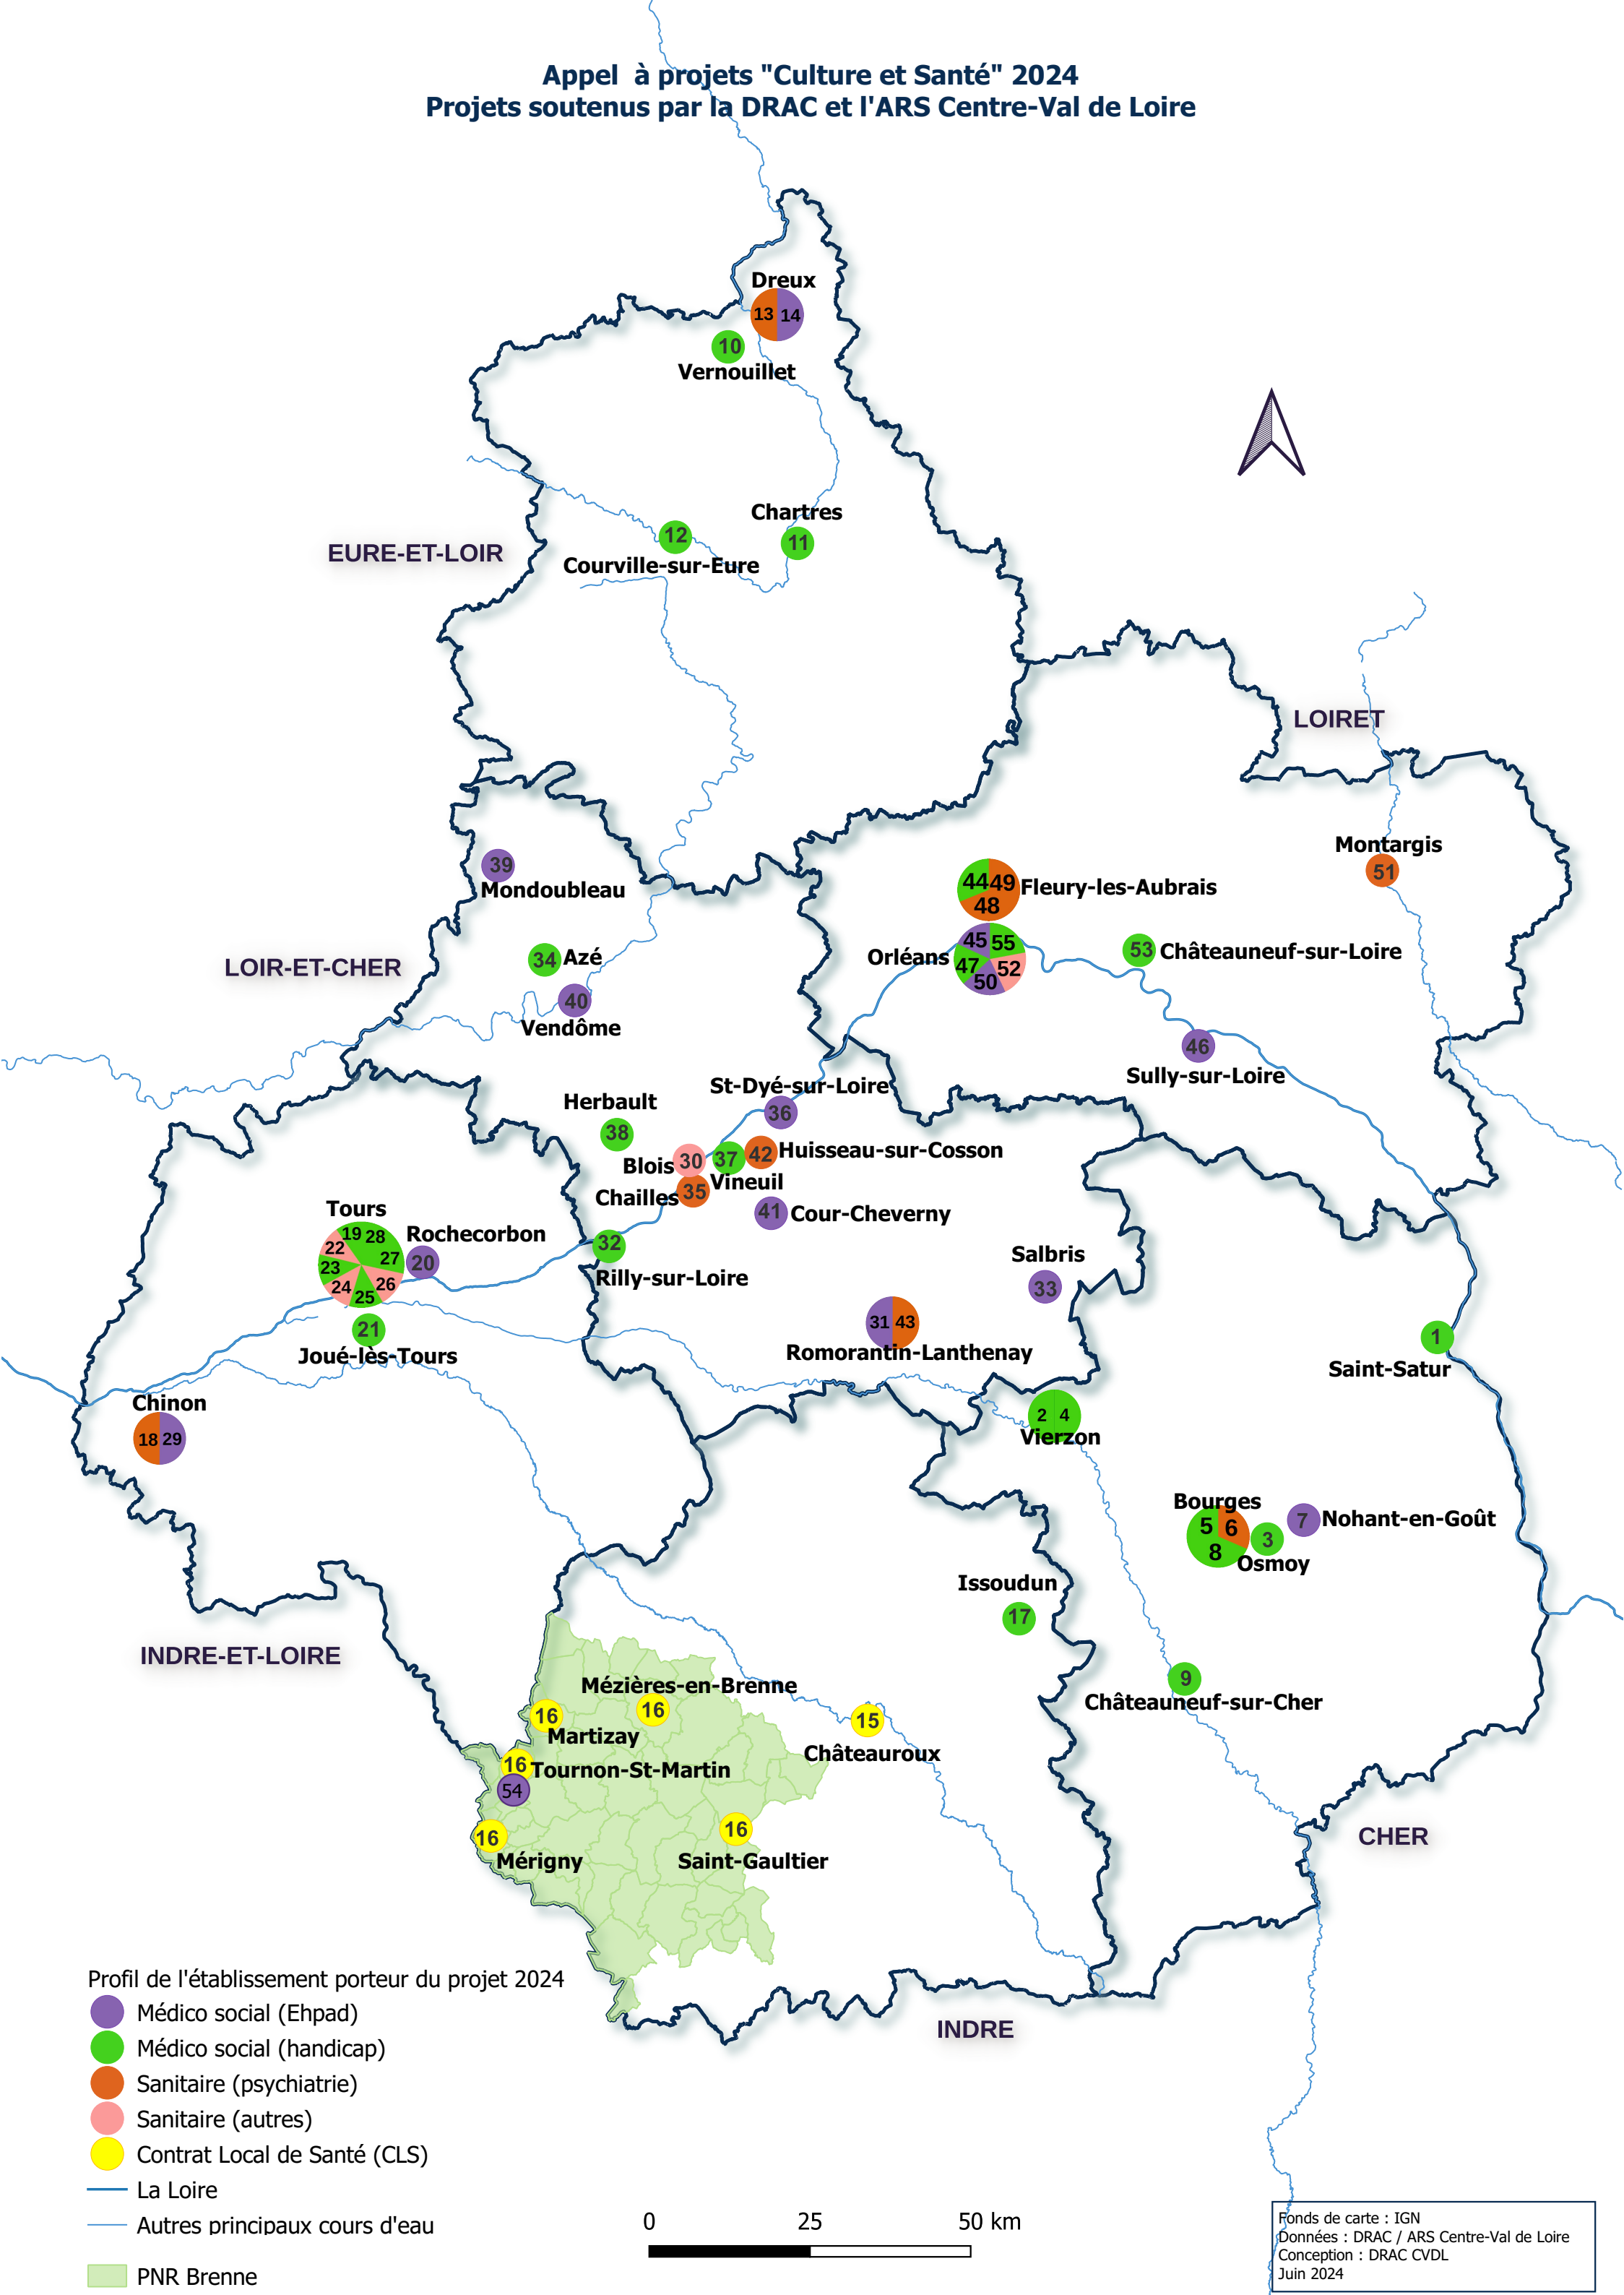 Appel à projets "Culture et Santé" 2024
Projets soutenus par la DRAC et l'ARS Centre-Val de Loire
Dreux
13 14
10
Vernouillet
Chartres
12
11
Courville-sur-Eure
EURE-ET-LOIR
LOIRET
Montargis
51
39
Mondoubleau
44 49
48
Fleury-les-Aubrais
LOIR-ET-CHER
34 Azé
40
Vendôme
Orléans
45 55
47 52
50
53 Châteauneuf-sur-Loire
46
Sully-sur-Loire
St-Dyé-sur-Loire
36
Herbault
38
Blois 30
37
42 Huisseau-sur-Cosson
Vineuil
Chailles 35
41 Cour-Cheverny
Tours
19 28
22 27
23 26
24 25
Rochecorbon
20
32
Rilly-sur-Loire
Salbris
33
21
Joué-lès-Tours
31 43
Romorantin-Lanthenay
1
Saint-Satur
Chinon
18 29
2 4
Vierzon
Bourges
5 6
8
3
Osmoy
7 Nohant-en-Goût
Issoudun
17
INDRE-ET-LOIRE
9
Châteauneuf-sur-Cher
Mézières-en-Brenne
16
16
Martizay
15
Châteauroux
16
Tournon-St-Martin
54
16
Mérigny
16
Saint-Gaultier
CHER
INDRE
Profil de l'établissement porteur du projet 2024
Médico social (Ehpad)
Médico social (handicap)
Sanitaire (psychiatrie)
Sanitaire (autres)
Contrat Local de Santé (CLS)
La Loire
Autres principaux cours d'eau
PNR Brenne
0 25 50 km
Fonds de carte : IGN
Données : DRAC / ARS Centre-Val de Loire
Conception : DRAC CVDL
Juin 2024